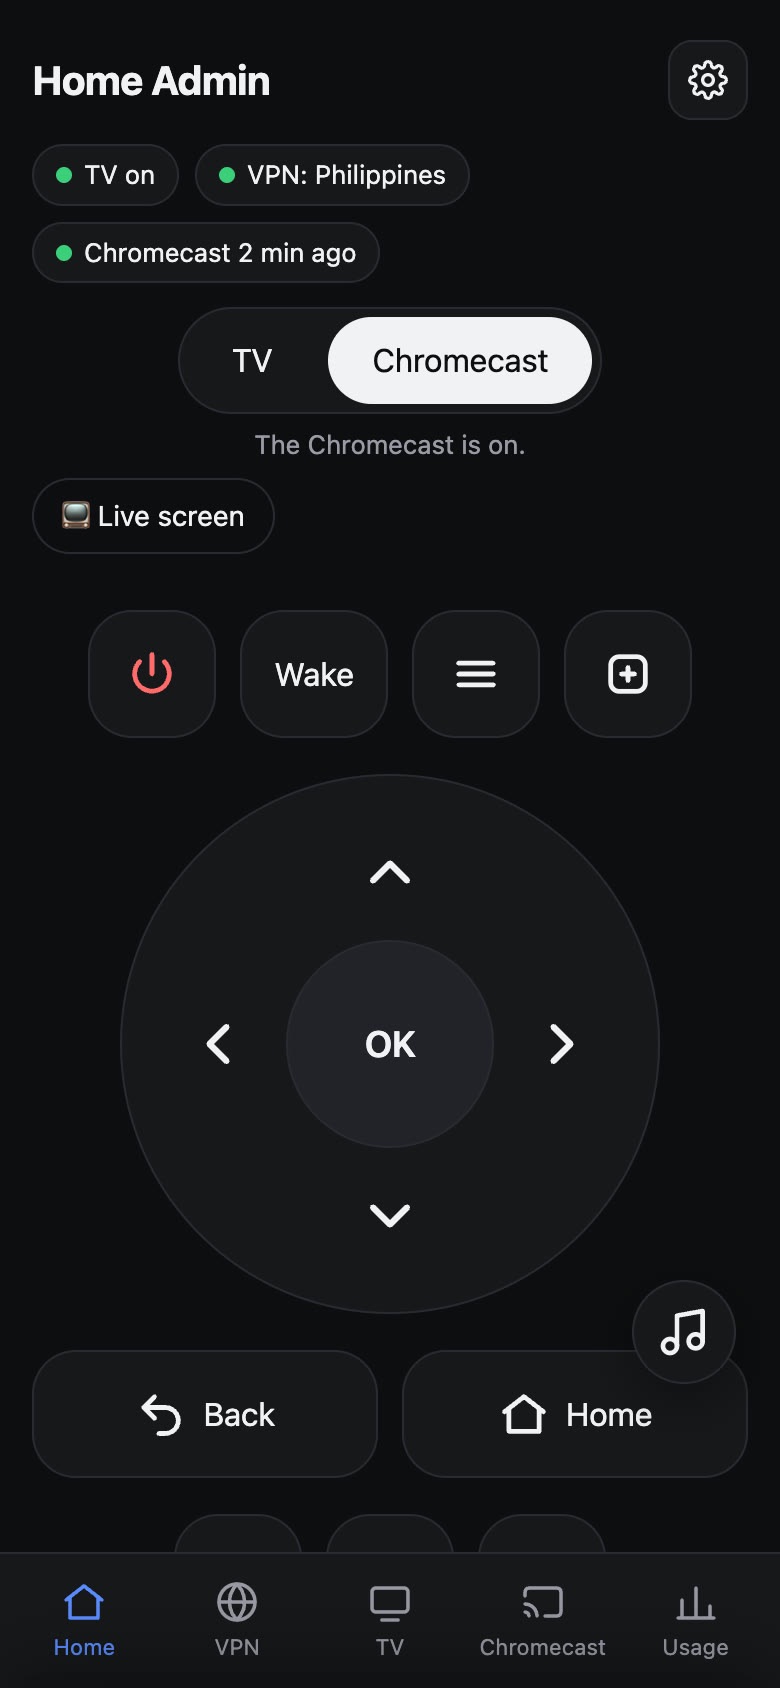 Home Admin
TV on
VPN: Philippines
Chromecast 2 min ago
TV
Chromecast
The Chromecast is on.
Live screen
Wake
OK
Back
Home
Home
VPN
TV
Chromecast
Usage